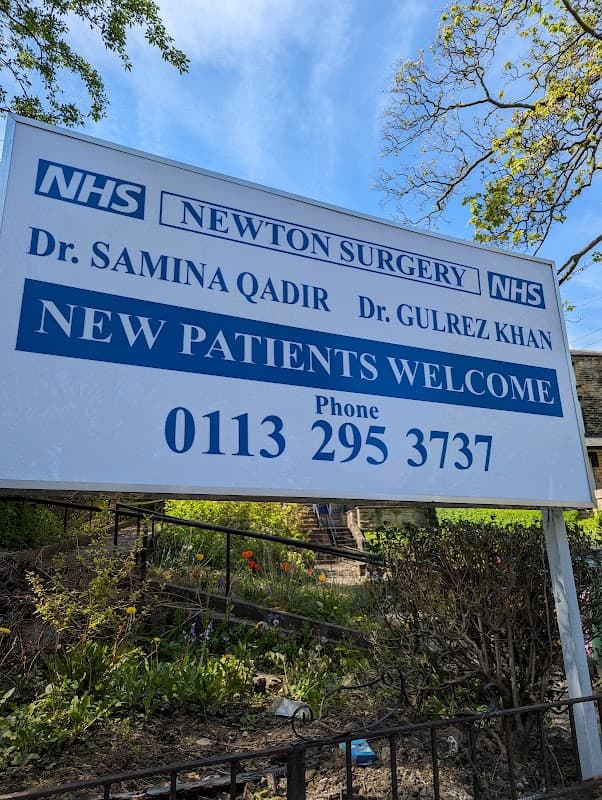 NHS NEWTON SURGERY NHS
Dr. SAMINA QADIR Dr. GULREZ KHAN
NEW PATIENTS WELCOME
Phone
0113 295 3737